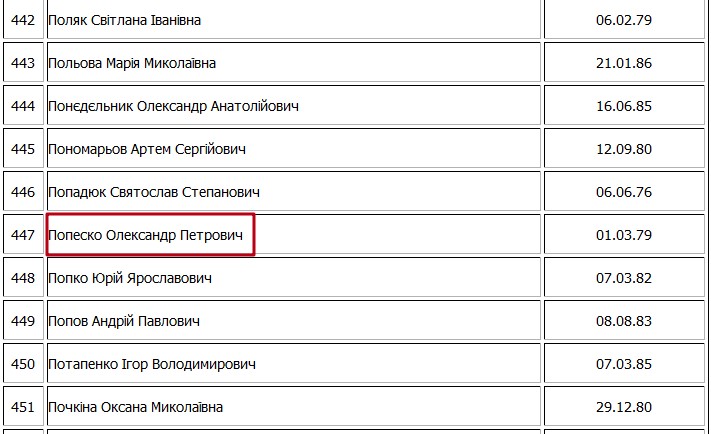 442 Поляк Світлана Іванівна 06.02.79
443 Польова Марія Миколаївна 21.01.86
444 Понєдєльник Олександр Анатолійович 16.06.85
445 Пономарьов Артем Сергійович 12.09.80
446 Попадюк Святослав Степанович 06.06.76
447 Попеско Олександр Петрович 01.03.79
448 Попко Юрій Ярославович 07.03.82
449 Попов Андрій Павлович 08.08.83
450 Потапенко Ігор Володимирович 07.03.85
451 Почкіна Оксана Миколаївна 29.12.80